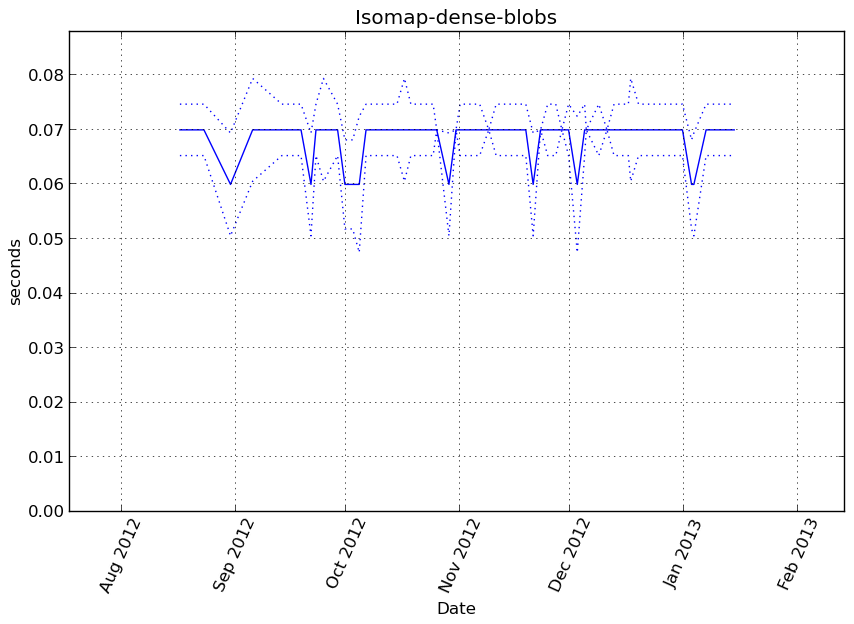 Isomap-dense-blobs
0.08
0.07
0.06
0.05
0.04
0.03
0.02
0.01
0.00
seconds
Aug 2012
Sep 2012
Oct 2012
Nov 2012
Dec 2012
Jan 2013
Feb 2013
Date